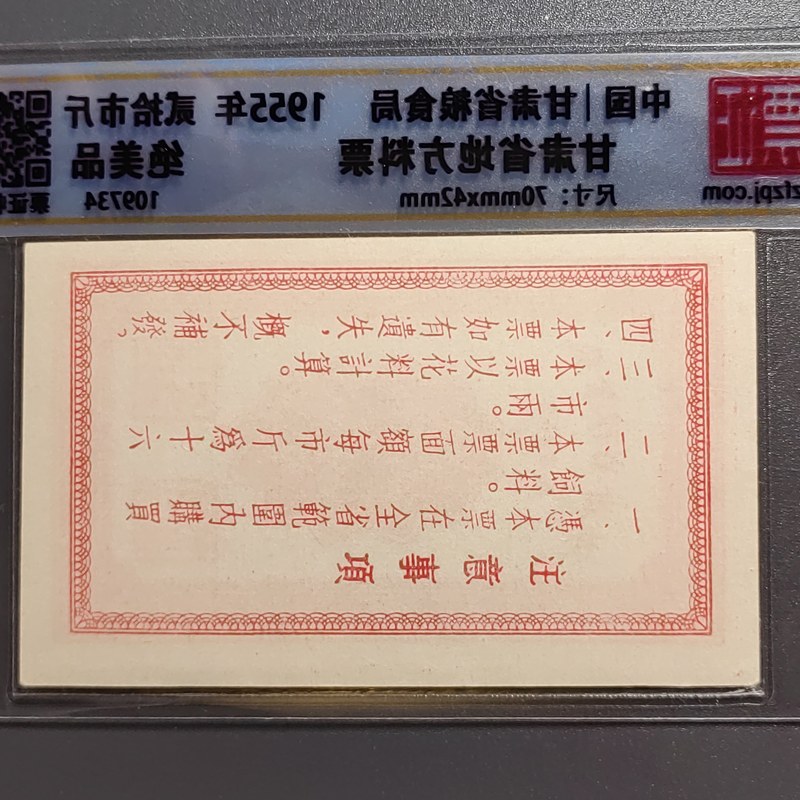 中国|甘肃省粮食局 1955年 贰拾市斤
甘肃省地方料票 绝美品
尺寸：70mmx42mm 109734
注意事項
一、憑本票在全省範圍内購買
飼料。
二、本票票面額每市斤爲十六
市兩。
三、本票以花料計算。
四、本票如有遺失，概不補發。